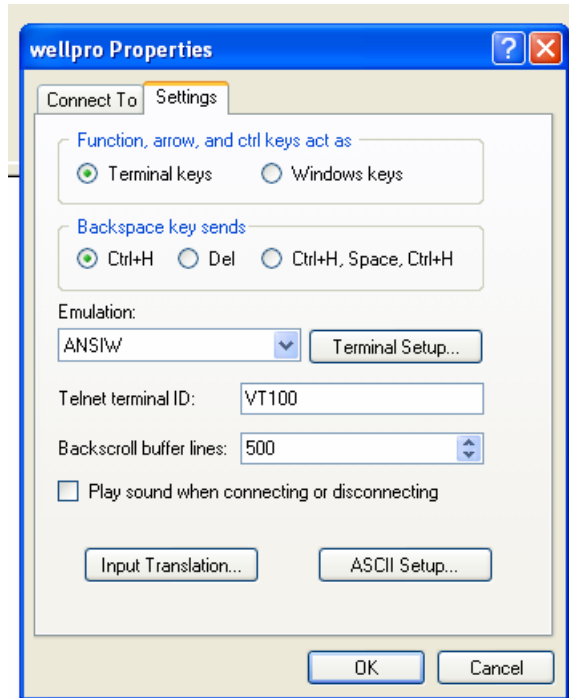 wellpro Properties
Connect To Settings
Function, arrow, and ctrl keys act as
Terminal keys Windows keys
Backspace key sends
Ctrl+H Del Ctrl+H, Space, Ctrl+H
Emulation:
ANSIW Terminal Setup...
Telnet terminal ID: VT100
Backscroll buffer lines: 500
Play sound when connecting or disconnecting
Input Translation... ASCII Setup...
OK Cancel